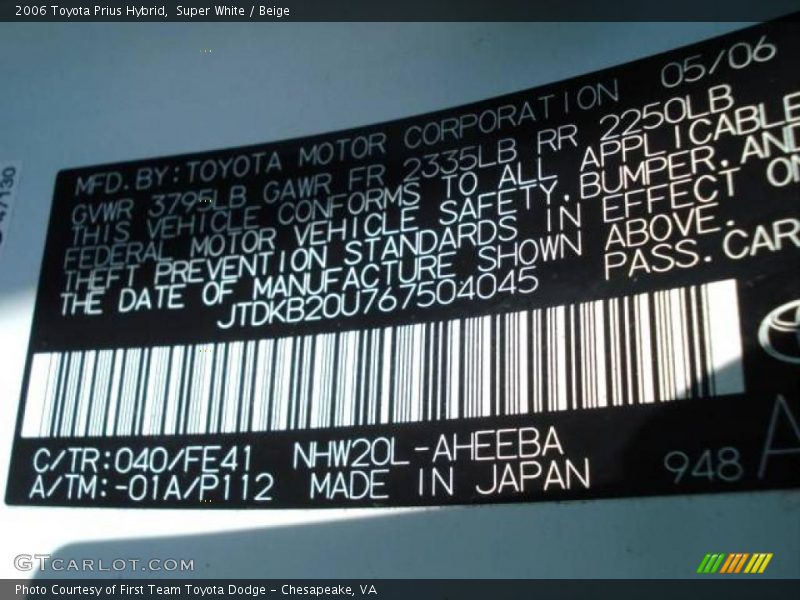 2006 Toyota Prius Hybrid, Super White / Beige
MFD. BY: TOYOTA MOTOR CORPORATION 05/06
GVWR 3795LB GAWR FR 2335LB RR 2250LB
THIS VEHICLE CONFORMS TO ALL APPLICABLE
FEDERAL MOTOR VEHICLE SAFETY, BUMPER, AND
THEFT PREVENTION STANDARDS IN EFFECT ON
THE DATE OF MANUFACTURE SHOWN ABOVE.
JTDKB20U767504045 PASS. CAR
C/TR: 040/FE41 NHW20L-AHEEBA
A/TM: -01A/P112 MADE IN JAPAN 948 A
47130
GTCARLOT.COM
Photo Courtesy of First Team Toyota Dodge - Chesapeake, VA